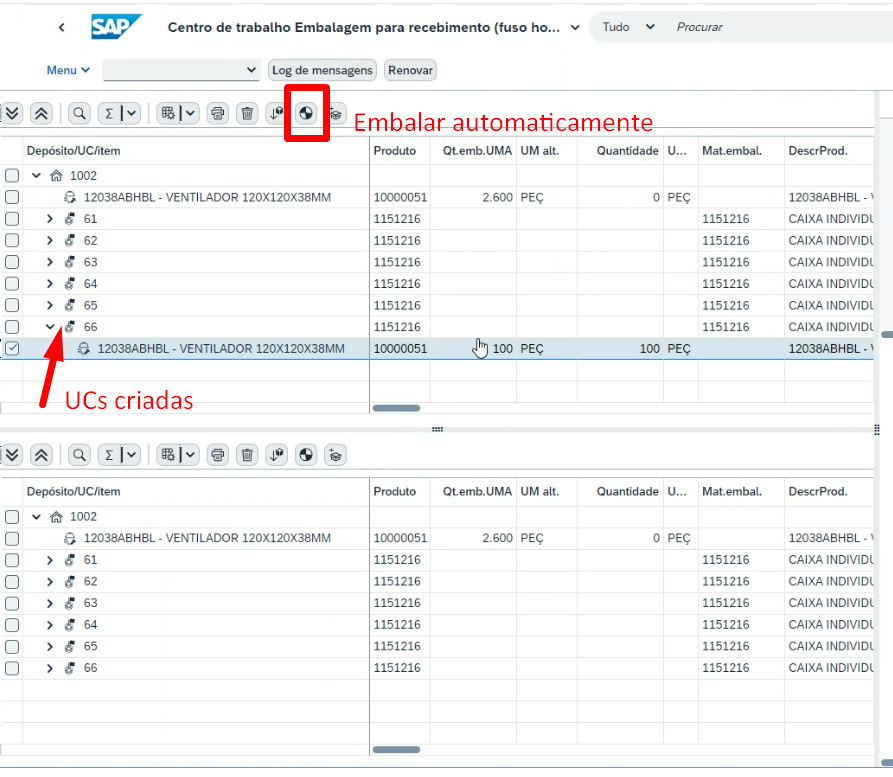 SAP Centro de trabalho Embalagem para recebimento (fuso ho... Tudo Procurar
Menu Log de mensagens Renovar
Embalar automaticamente
Depósito/UC/item Produto Qt.emb.UMA UM alt. Quantidade U... Mat.embal. DescrProd.
1002
12038ABHBL - VENTILADOR 120X120X38MM 10000051 2.600 PEÇ 0 PEÇ 12038ABHBL - V
61 1151216 1151216 CAIXA INDIVIDU
62 1151216 1151216 CAIXA INDIVIDU
63 1151216 1151216 CAIXA INDIVIDU
64 1151216 1151216 CAIXA INDIVIDU
65 1151216 1151216 CAIXA INDIVIDU
66 1151216 1151216 CAIXA INDIVIDU
12038ABHBL - VENTILADOR 120X120X38MM 10000051 100 PEÇ 100 PEÇ 12038ABHBL - V
UCs criadas
Depósito/UC/item Produto Qt.emb.UMA UM alt. Quantidade U... Mat.embal. DescrProd.
1002
12038ABHBL - VENTILADOR 120X120X38MM 10000051 2.600 PEÇ 0 PEÇ 12038ABHBL - V
61 1151216 1151216 CAIXA INDIVIDU
62 1151216 1151216 CAIXA INDIVIDU
63 1151216 1151216 CAIXA INDIVIDU
64 1151216 1151216 CAIXA INDIVIDU
65 1151216 1151216 CAIXA INDIVIDU
66 1151216 1151216 CAIXA INDIVIDU